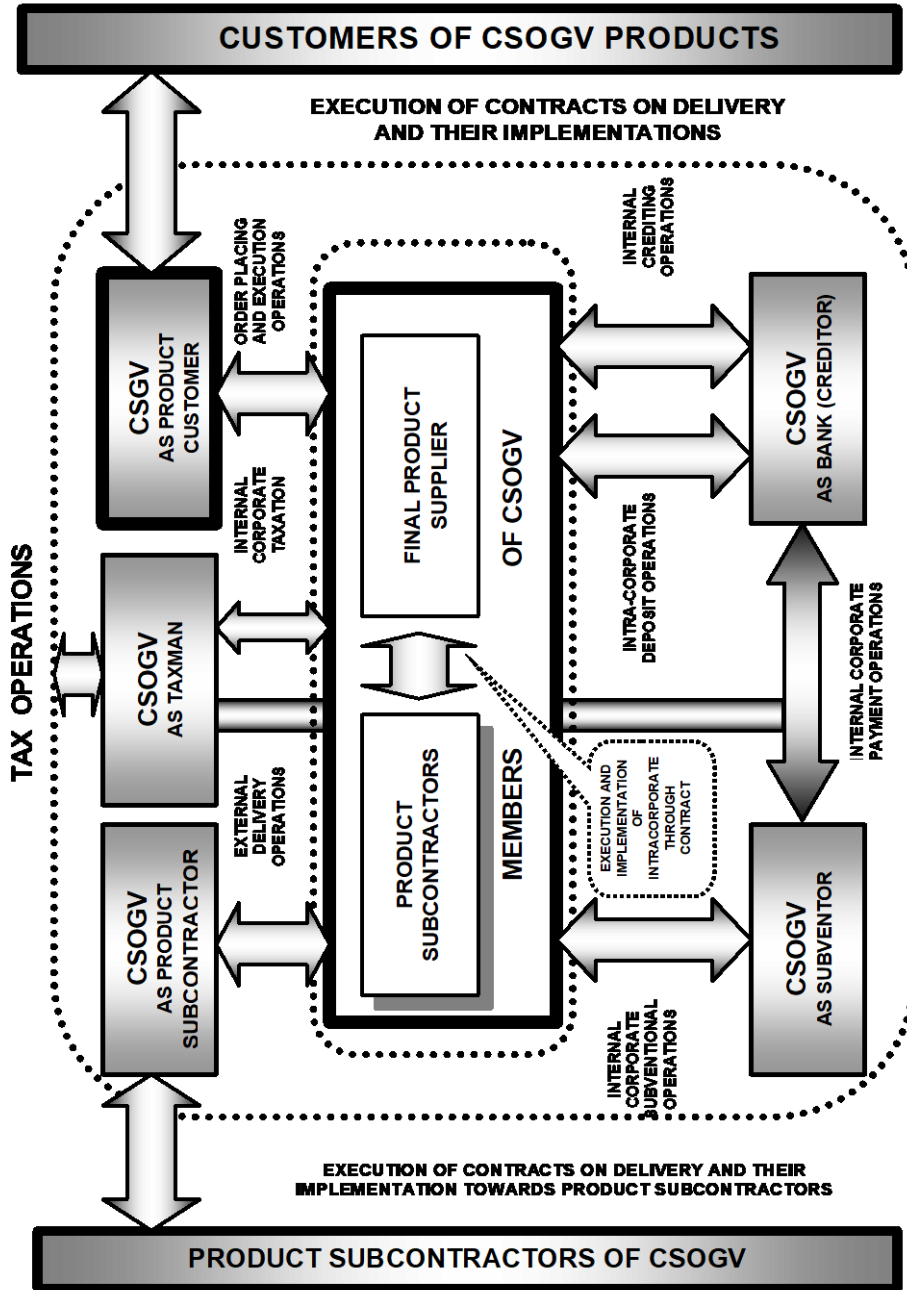 CUSTOMERS OF CSOGV PRODUCTS
EXECUTION OF CONTRACTS ON DELIVERY
AND THEIR IMPLEMENTATIONS
TAX OPERATIONS
CSOGV
AS PRODUCT
SUBCONTRACTOR
CSOGV
AS TAXMAN
CSGV
AS PRODUCT
CUSTOMER
EXTERNAL
DELIVERY
OPERATIONS
INTERNAL
CORPORATE
TAXATION
ORDER PLACING
AND EXECUTION
OPERATIONS
PRODUCT
SUBCONTRACTORS
FINAL PRODUCT
SUPPLIER
MEMBERS
OF CSOGV
EXECUTION AND
IMPLEMENTATION
OF
INTRACORPORATE
THROUGH
CONTRACT
INTERNAL
CORPORATE
SUBVENTIONAL
OPERATIONS
INTRA-CORPORATE
DEPOSIT OPERATIONS
INTERNAL
CREDITING
OPERATIONS
CSOGV
AS SUBVENTOR
CSOGV
AS BANK (CREDITOR)
INTERNAL CORPORATE
PAYMENT OPERATIONS
EXECUTION OF CONTRACTS ON DELIVERY AND THEIR
IMPLEMENTATION TOWARDS PRODUCT SUBCONTRACTORS
PRODUCT SUBCONTRACTORS OF CSOGV